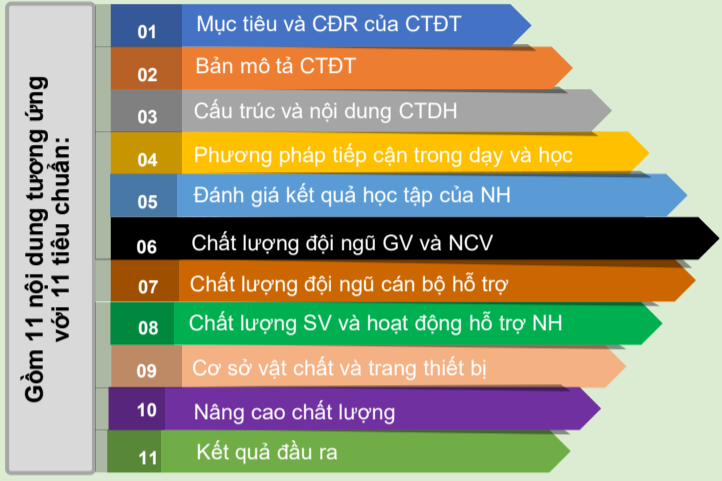 Gồm 11 nội dung tương ứng
với 11 tiêu chuẩn:
01 Mục tiêu và CĐR của CTĐT
02 Bản mô tả CTĐT
03 Cấu trúc và nội dung CTDH
04 Phương pháp tiếp cận trong dạy và học
05 Đánh giá kết quả học tập của NH
06 Chất lượng đội ngũ GV và NCV
07 Chất lượng đội ngũ cán bộ hỗ trợ
08 Chất lượng SV và hoạt động hỗ trợ NH
09 Cơ sở vật chất và trang thiết bị
10 Nâng cao chất lượng
11 Kết quả đầu ra